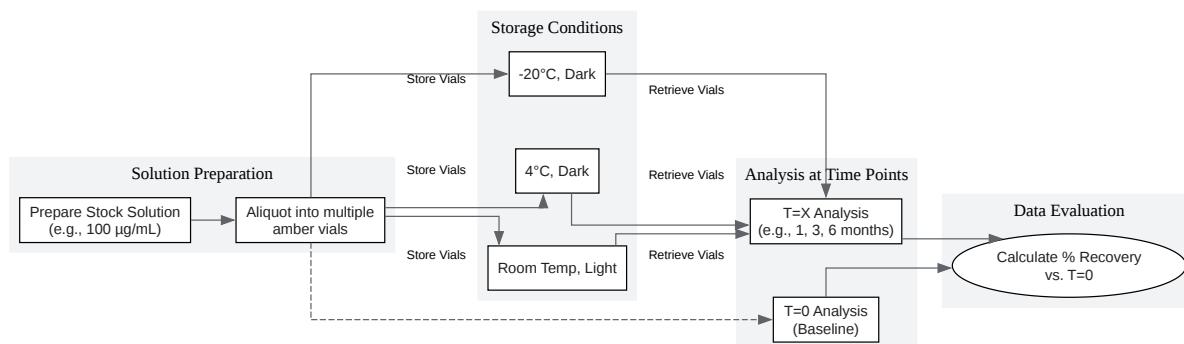 Storage Conditions
-20°C, Dark
Store Vials
Retrieve Vials
4°C, Dark
Store Vials
Retrieve Vials
Solution Preparation
Analysis at Time Points
Prepare Stock Solution
(e.g., 100 µg/mL)
Aliquot into multiple
amber vials
T=X Analysis
(e.g., 1, 3, 6 months)
Data Evaluation
Store Vials
Room Temp, Light
Retrieve Vials
Calculate % Recovery
vs. T=0
T=0 Analysis
(Baseline)